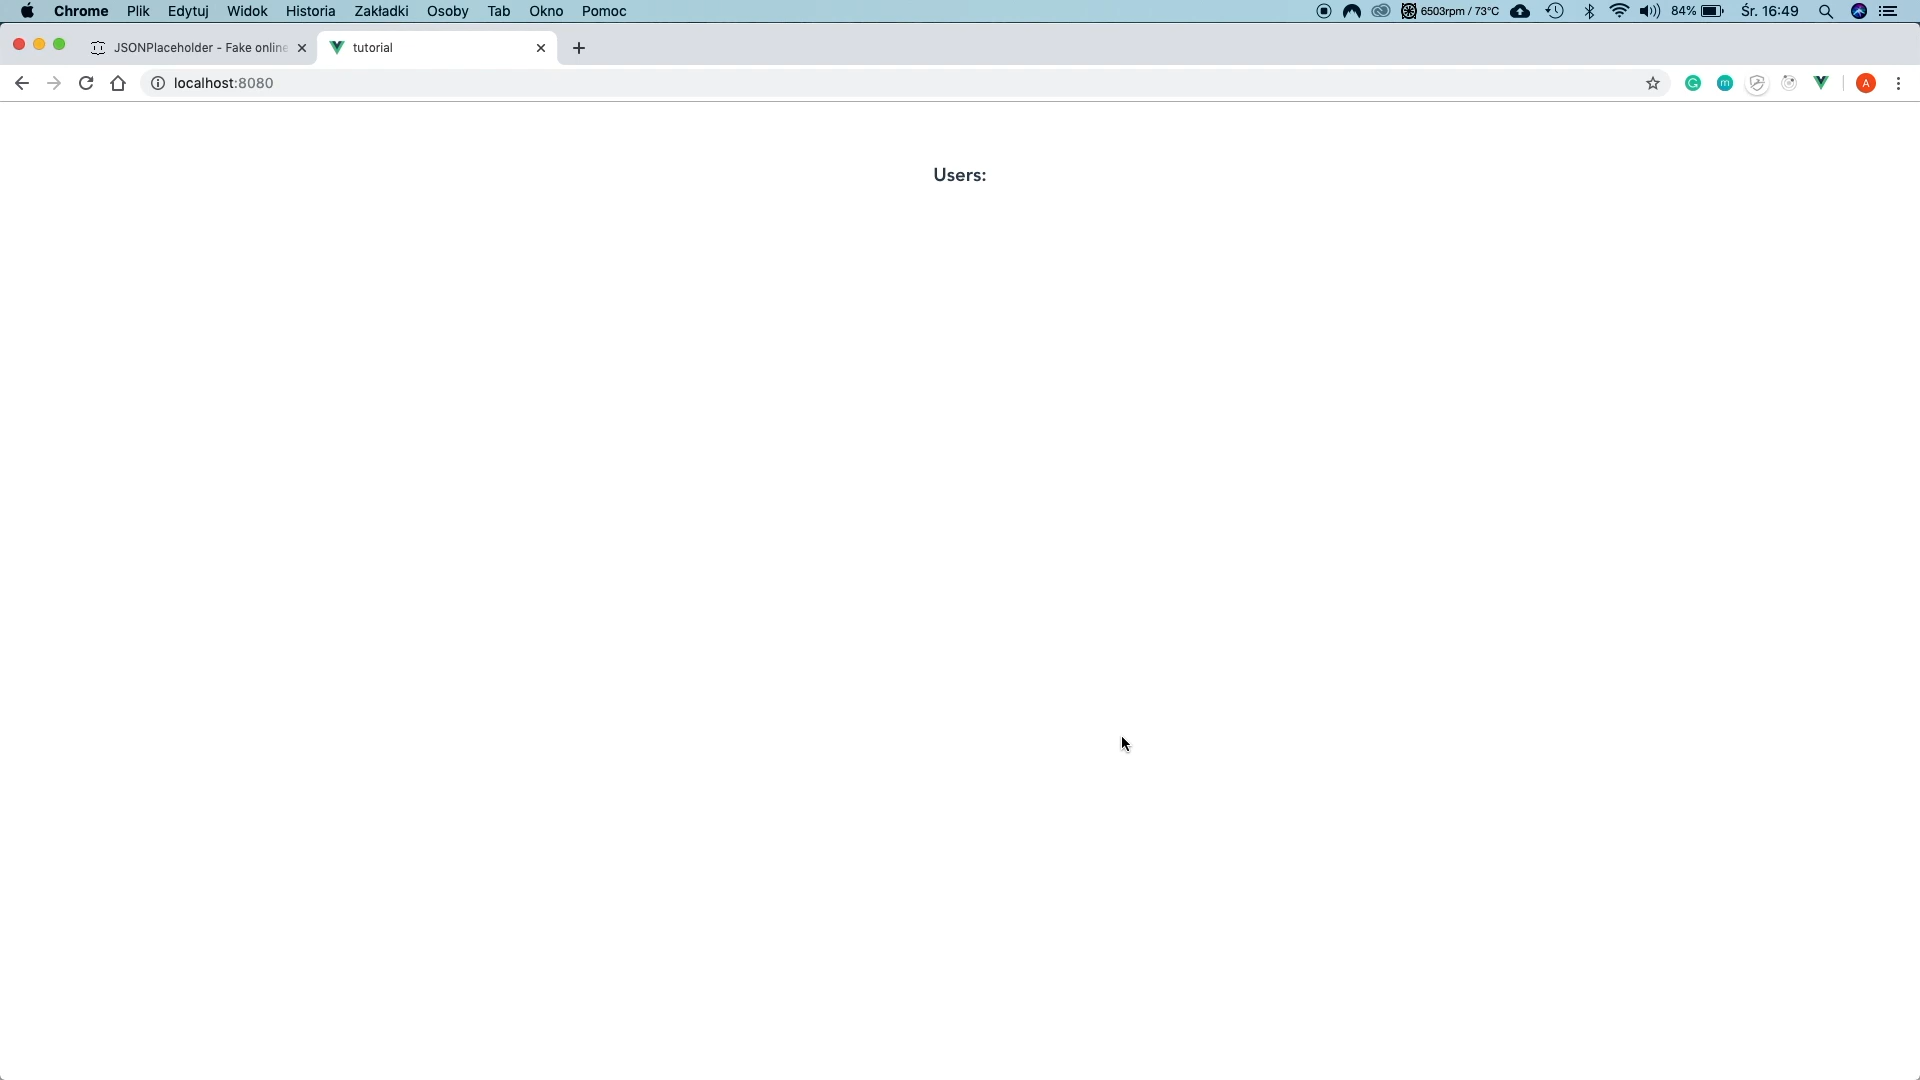 Chrome Plik Edytuj Widok Historia Zakładki Osoby Tab Okno Pomoc 6503rpm / 73°C 84% Śr. 16:49
JSONPlaceholder - Fake online tutorial
localhost:8080 A
Users: